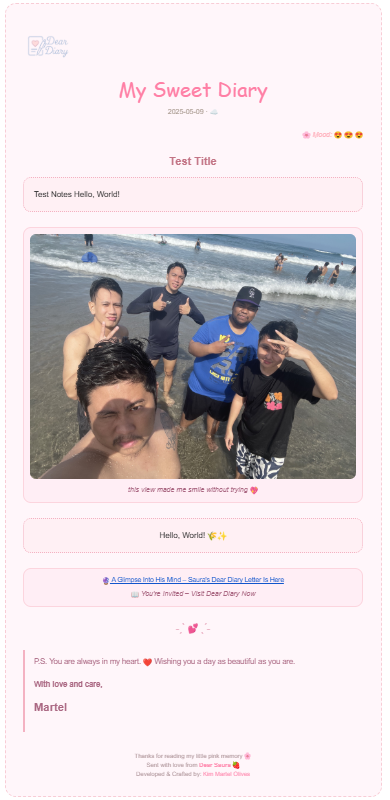 Dear
Diary
My Sweet Diary
2025-05-09 · ☁️
🌸 Mood: 😍😍😍
Test Title
Test Notes Hello, World!
this view made me smile without trying 💖
Hello, World! 🌾✨
🔮 A Glimpse Into His Mind – Saura's Dear Diary Letter Is Here
📖 You're Invited – Visit Dear Diary Now
˗ˏˋ 💕 ˎˊ˗
P.S. You are always in my heart. ❤️ Wishing you a day as beautiful as you are.
With love and care,
Martel
Thanks for reading my little pink memory 🌸
Sent with love from Dear Saura 🍓
Developed & Crafted by: Kim Martel Olivas